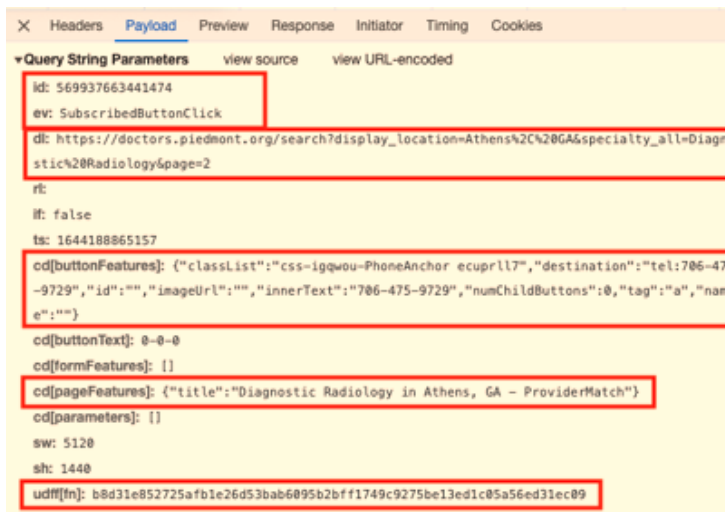 × Headers Payload Preview Response Initiator Timing Cookies
▾Query String Parameters view source view URL-encoded
id: 569937663441474
ev: SubscribedButtonClick
dl: https://doctors.piedmont.org/search?display_location=Athens%2C%20GA&specialty_all=Diagn
stic%20Radiology&page=2
rl:
if: false
ts: 1644188865157
cd[buttonFeatures]: {"classList":"css-igqwou-PhoneAnchor ecuprll7","destination":"tel:706-47
-9729","id":"","imageUrl":"","innerText":"706-475-9729","numChildButtons":0,"tag":"a","nam
e":""}
cd[buttonText]: 0-0-0
cd[formFeatures]: []
cd[pageFeatures]: {"title":"Diagnostic Radiology in Athens, GA – ProviderMatch"}
cd[parameters]: []
sw: 5120
sh: 1440
udff[fn]: b8d31e852725afb1e26d53bab6095b2bff1749c9275be13ed1c05a56ed31ec09